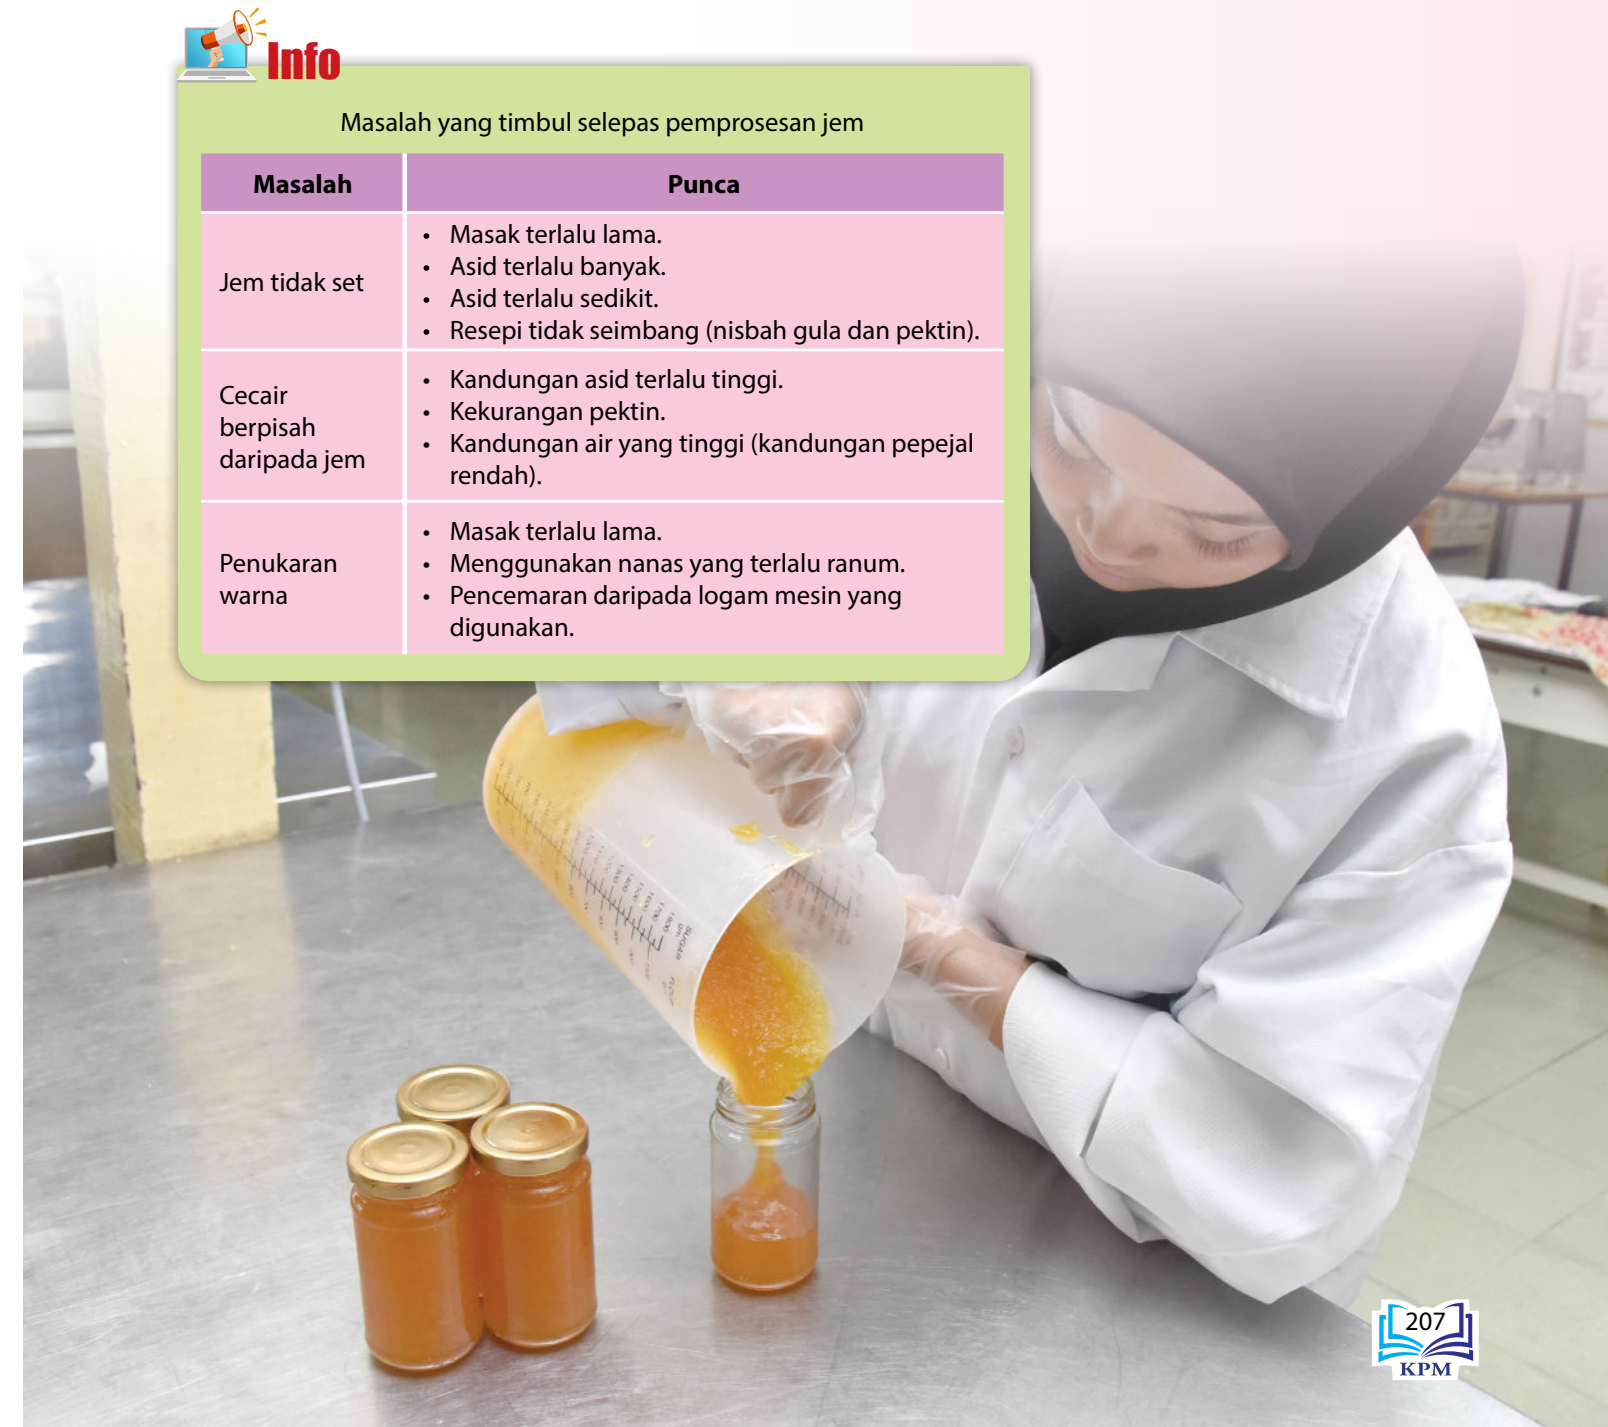 Info
Masalah yang timbul selepas pemprosesan jem
Masalah
Punca
Jem tidak set
• Masak terlalu lama.
• Asid terlalu banyak.
• Asid terlalu sedikit.
• Resepi tidak seimbang (nisbah gula dan pektin).
Cecair
berpisah
daripada jem
• Kandungan asid terlalu tinggi.
• Kekurangan pektin.
• Kandungan air yang tinggi (kandungan pepejal
rendah).
Penukaran
warna
• Masak terlalu lama.
• Menggunakan nanas yang terlalu ranum.
• Pencemaran daripada logam mesin yang
digunakan.
SUGAR
207
KPM